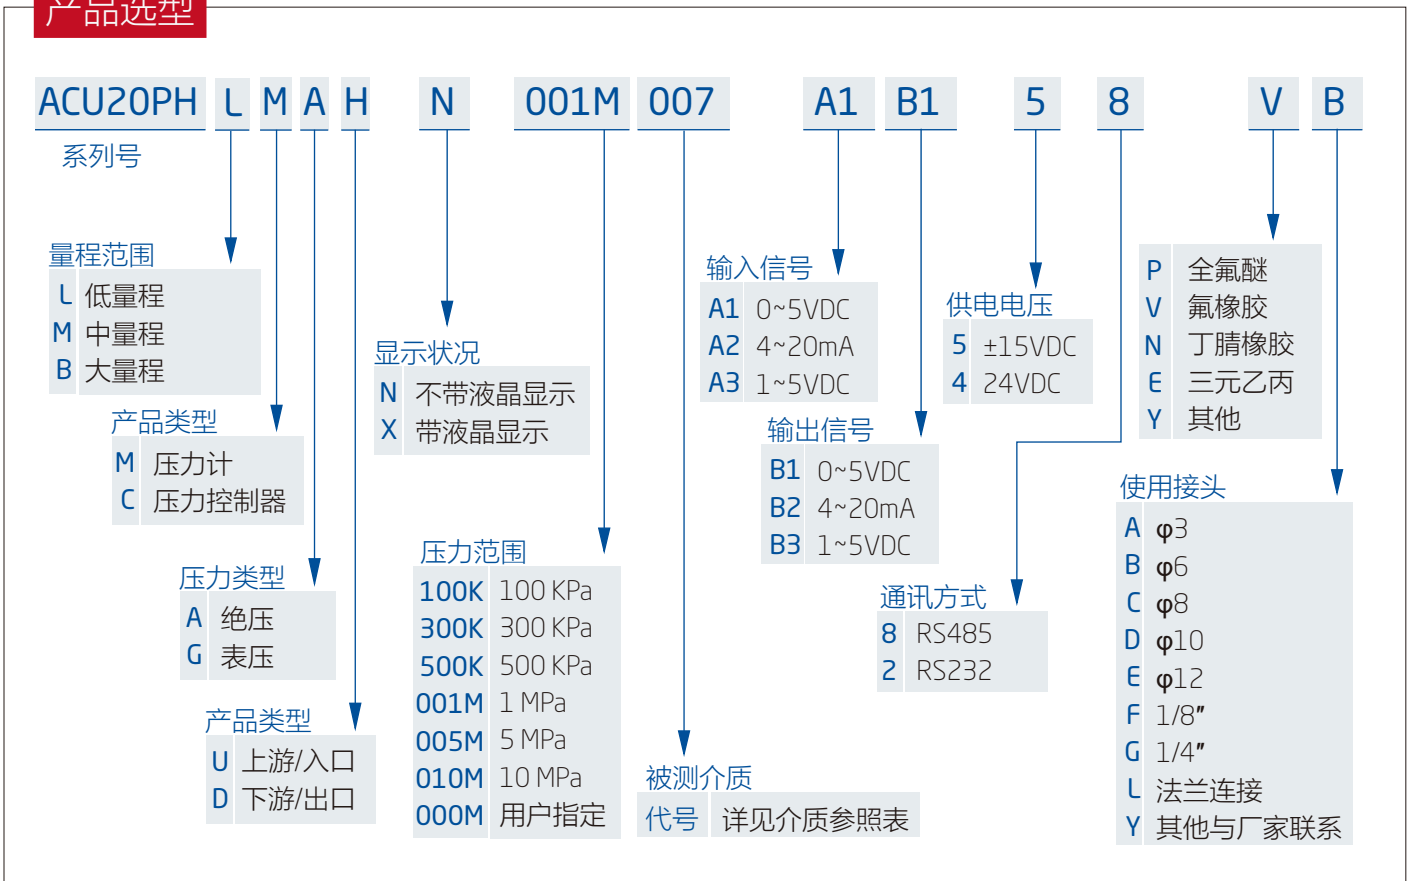 产品选型
ACU20PH L M A H N 001M 007 A1 B1 5 8 V B
系列号
量程范围
L 低量程
M 中量程
B 大量程
产品类型
M 压力计
C 压力控制器
压力类型
A 绝压
G 表压
产品类型
U 上游/入口
D 下游/出口
显示状况
N 不带液晶显示
X 带液晶显示
压力范围
100K 100 KPa
300K 300 KPa
500K 500 KPa
001M 1 MPa
005M 5 MPa
010M 10 MPa
000M 用户指定
被测介质
代号 详见介质参照表
输入信号
A1 0~5VDC
A2 4~20mA
A3 1~5VDC
输出信号
B1 0~5VDC
B2 4~20mA
B3 1~5VDC
供电电压
5 ±15VDC
4 24VDC
通讯方式
8 RS485
2 RS232
P 全氟醚
V 氟橡胶
N 丁腈橡胶
E 三元乙丙
Y 其他
使用接头
A φ3
B φ6
C φ8
D φ10
E φ12
F 1/8″
G 1/4″
L 法兰连接
Y 其他与厂家联系